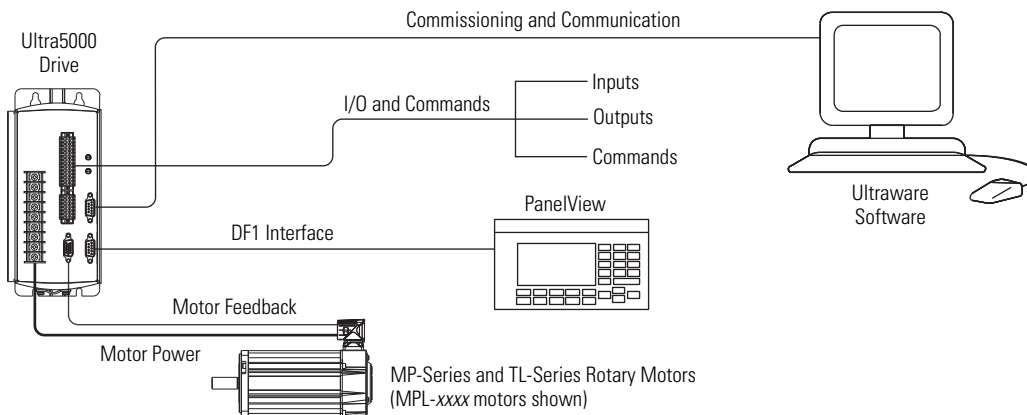 Commissioning and Communication
Ultra5000
Drive
Inputs
I/O and Commands
Outputs
Commands
Ultraware
Software
PanelView
DF1 Interface
Motor Feedback
Motor Power
MP-Series and TL-Series Rotary Motors
(MPL-xxxx motors shown)